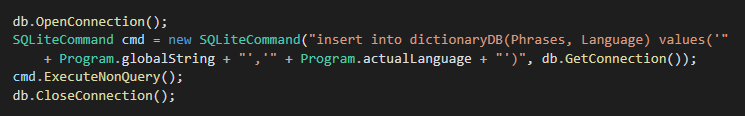 db.OpenConnection();
SQLiteCommand cmd = new SQLiteCommand("insert into dictionaryDB(Phrases, Language) values('"
    + Program.globalString + "','" + Program.actualLanguage + "')", db.GetConnection());
cmd.ExecuteNonQuery();
db.CloseConnection();